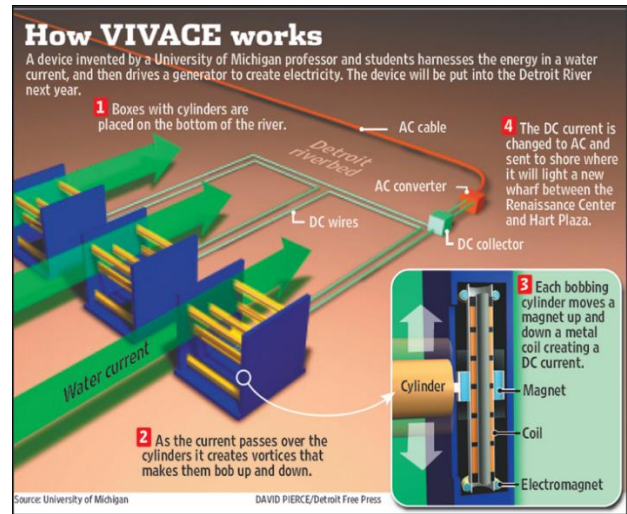 How VIVACE works
A device invented by a University of Michigan professor and students harnesses the energy in a water
current, and then drives a generator to create electricity. The device will be put into the Detroit River
next year.
1 Boxes with cylinders are
placed on the bottom of the river.
AC cable
4 The DC current is
changed to AC and
sent to shore where
it will light a new
wharf between the
Renaissance Center
and Hart Plaza.
Detroit
riverbed
AC converter
DC wires
DC collector
Water current
3 Each bobbing
cylinder moves a
magnet up and
down a metal
coil creating a
DC current.
Cylinder
Magnet
Coil
Electromagnet
2 As the current passes over the
cylinders it creates vortices that
makes them bob up and down.
Source: University of Michigan
DAVID PIERCE/Detroit Free Press